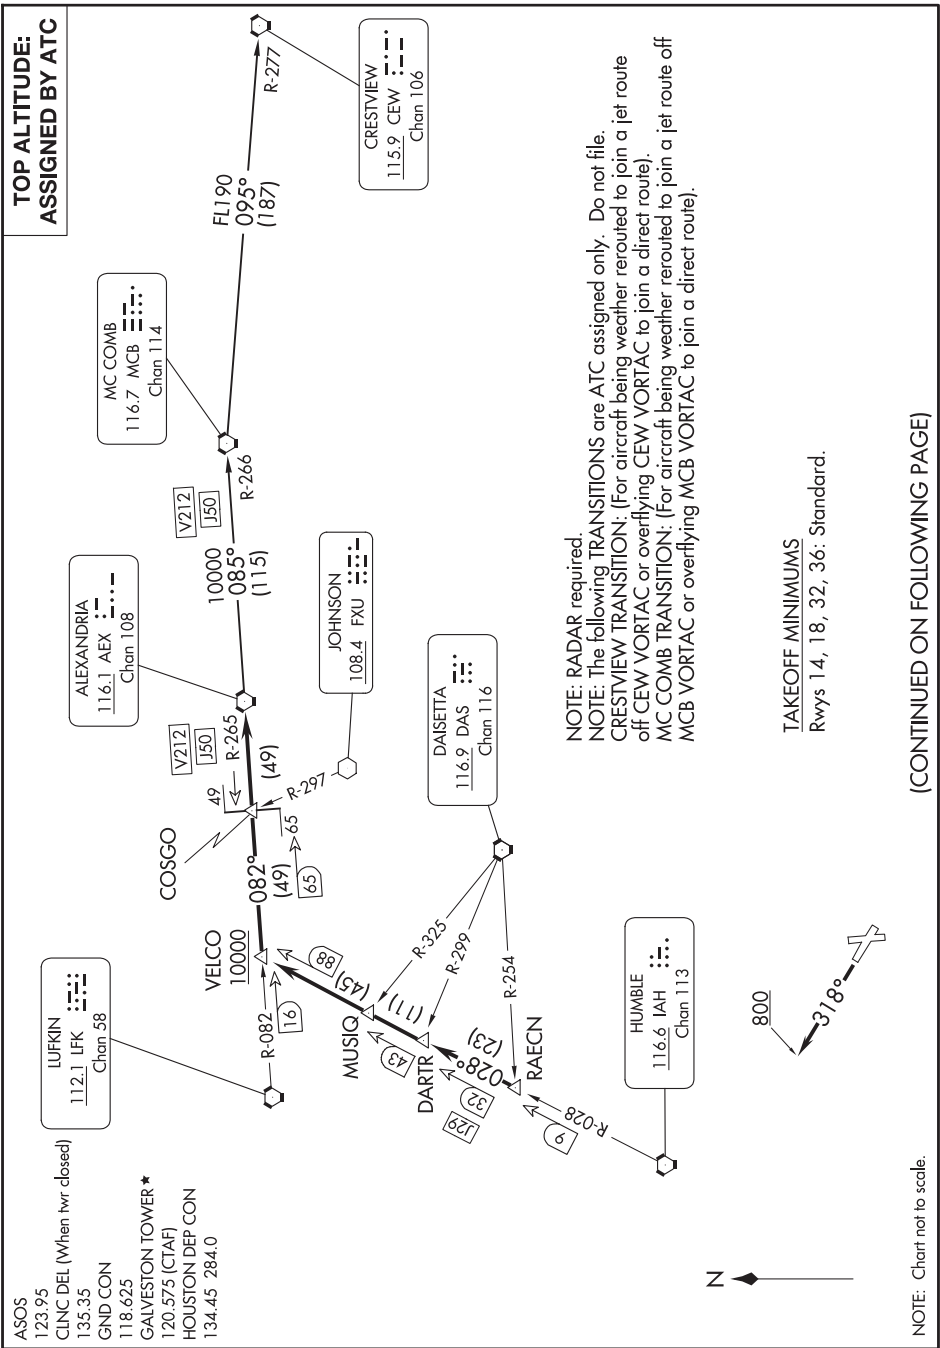 TOP ALTITUDE:
ASSIGNED BY ATC
ASOS
123.95
CLNC DEL (When twr closed)
135.35
GND CON
118.625
GALVESTON TOWER★
120.575 (CTAF)
HOUSTON DEP CON
134.45 284.0
LUFKIN
112.1 LFK
Chan 58
ALEXANDRIA
116.1 AEX
Chan 108
MC COMB
116.7 MCB
Chan 114
CRESTVIEW
115.9 CEW
Chan 106
COSGO
VELCO
10000
R-082
16
082°
(49)
65
65
49
R-265
V212
J50
(49)
R-297
JOHNSON
108.4 FXU
10000
085°
(115)
V212
J50
R-266
FL190
095°
(187)
R-277
88
(45)
MUSIQ
(11)
43
DARTR
028°
(23)
32
J29
RAECN
9
R-028
R-325
R-299
R-254
DAISETTA
116.9 DAS
Chan 116
HUMBLE
116.6 IAH
Chan 113
800
318°
N
NOTE: RADAR required.
NOTE: The following TRANSITIONS are ATC assigned only. Do not file.
CRESTVIEW TRANSITION: (For aircraft being weather rerouted to join a jet route
off CEW VORTAC or overflying CEW VORTAC to join a direct route).
MC COMB TRANSITION: (For aircraft being weather rerouted to join a jet route off
MCB VORTAC or overflying MCB VORTAC to join a direct route).
TAKEOFF MINIMUMS
Rwys 14, 18, 32, 36: Standard.
(CONTINUED ON FOLLOWING PAGE)
NOTE: Chart not to scale.